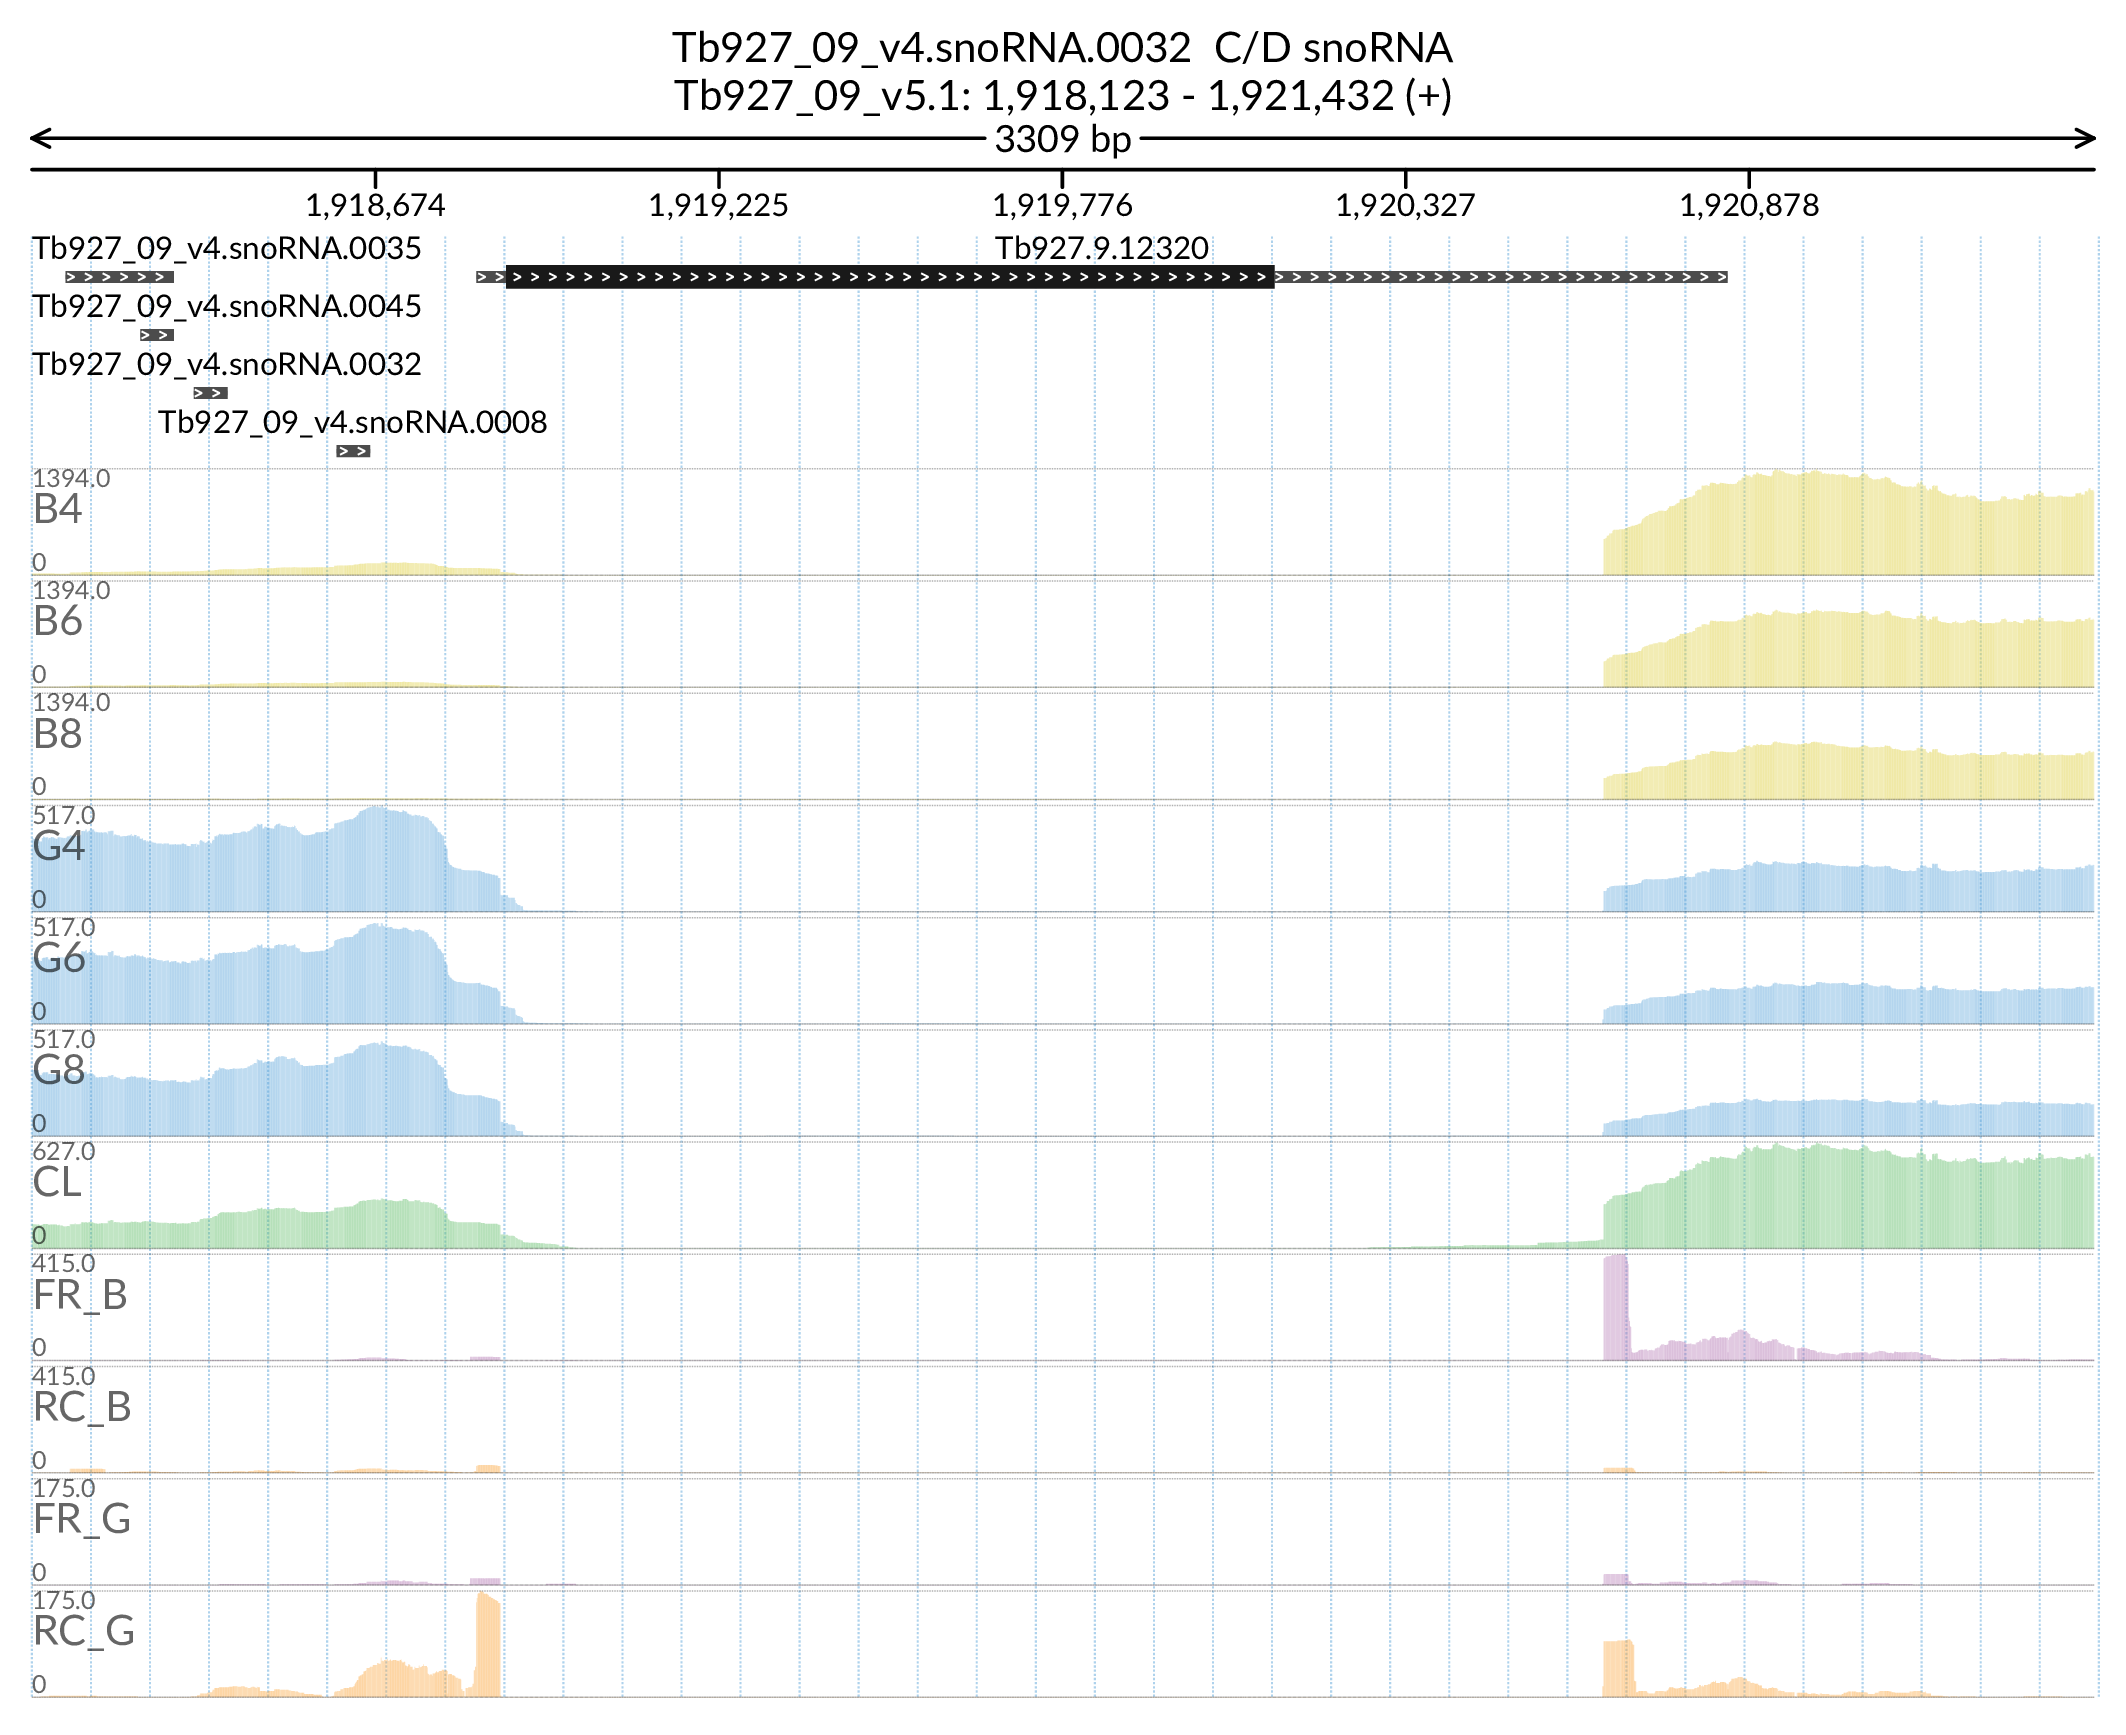 Tb927_09_v4.snoRNA.0032 C/D snoRNA
Tb927_09_v5.1: 1,918,123 - 1,921,432 (+)
3309 bp
1,918,674 1,919,225 1,919,776 1,920,327 1,920,878
Tb927_09_v4.snoRNA.0035 Tb927.9.12320
Tb927_09_v4.snoRNA.0045
Tb927_09_v4.snoRNA.0032
Tb927_09_v4.snoRNA.0008
1394.0
B4
0
1394.0
B6
0
1394.0
B8
0
517.0
G4
0
517.0
G6
0
517.0
G8
0
627.0
CL
0
415.0
FR_B
0
415.0
RC_B
0
175.0
FR_G
0
175.0
RC_G
0